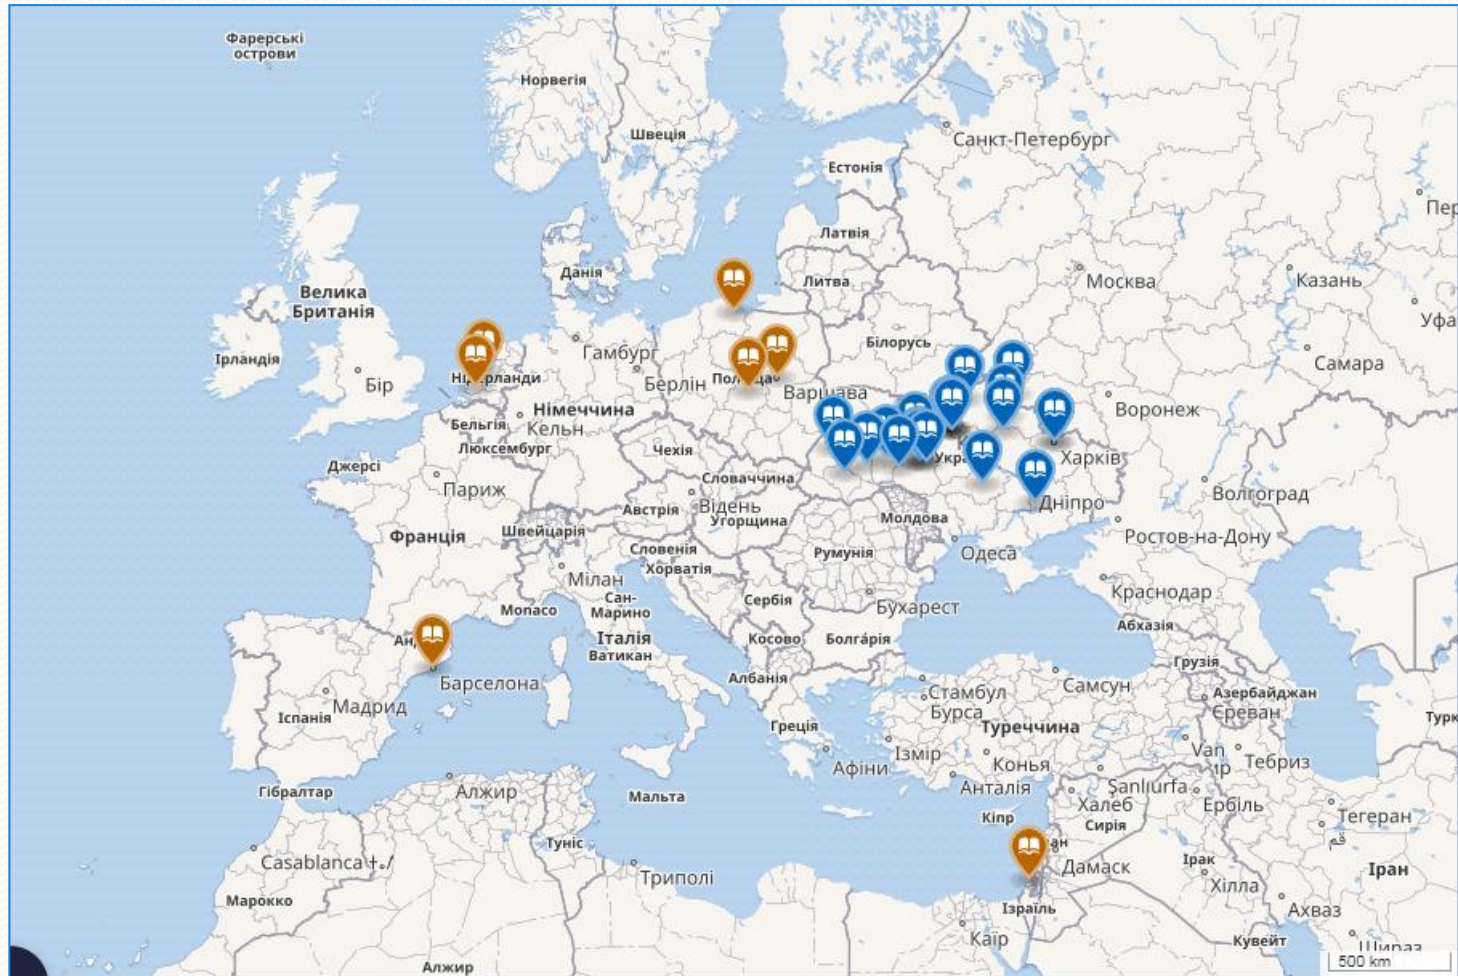 Фарерські
острови
Норвегія
Швеція
Санкт-Петербург
Естонія
Латвія
Данія
Литва
Москва
Казань
Велика
Британія
Уфа
Ірландія
Гамбург
Білорусь
Самара
Бір
Берлін
Варшава
Німеччина
Кельн
Воронеж
Бельгія
Люксембург
Чехія
Харків
Джерсі
Париж
Словаччина
Волгоград
Дніпро
Австрія
Відень
Угорщина
Молдова
Франція
Швейцарія
Ростов-на-Дону
Словенія
Хорватія
Румунія
Одеса
Мілан
Сан-
Марино
Сербія
Бухарест
Краснодар
Monaco
Абхазія
Італія
Ватикан
Косово
Болгарія
Грузія
Барселона
Албанія
Стамбул
Самсун
Азербайджан
Єреван
Мадрид
Бурса
Іспанія
Греція
Туреччина
Ізмір
Van
Афіни
Конья
Тебриз
Гібралтар
Алжир
Мальта
Анталія
Şanlıurfa
Халеб
Ербіль
Кіпр
Сирія
Тегеран
قم
Туніс
Casablanca
Триполі
Дамаск
Ірак
Іран
Хілла
Марокко
Ізраїль
Ахваз
Каїр
Кувейт
Шираз
Алжир
500 km